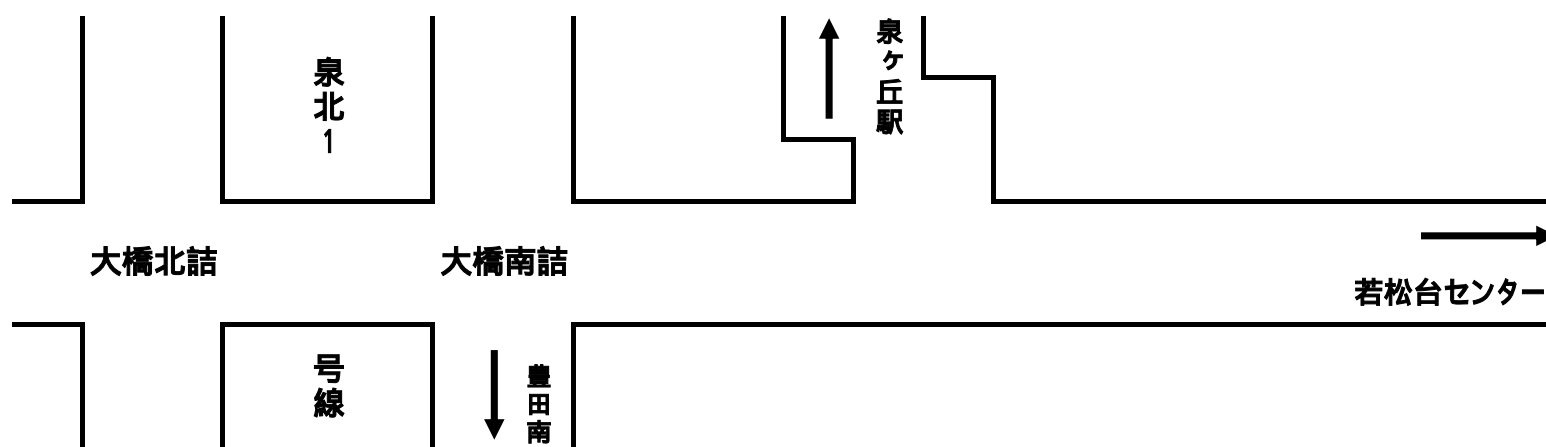 泉北1
泉ヶ丘駅
大橋北詰
大橋南詰
若松台センター
号線
豊田南